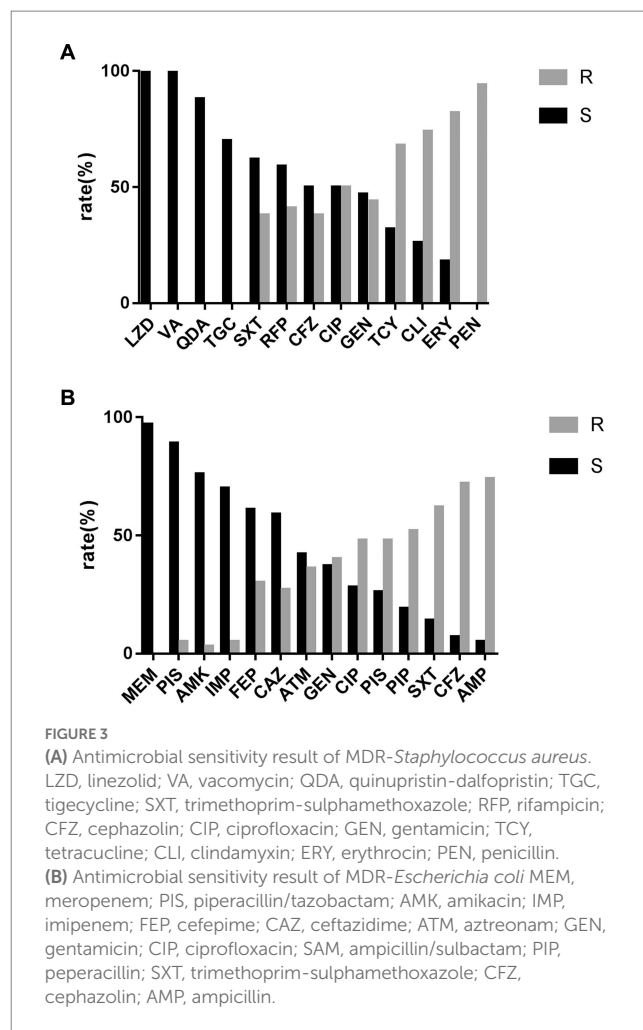 A
100
50
0
rate(%)
R
S
LZD VA QDA TGC SXT RFP CFZ CIP GEN TCY CLI ERY PEN
B
100
50
0
rate(%)
R
S
MEM PIS AMK IMP FEP CAZ ATM GEN CIP PIS PIP SXT CFZ AMP
FIGURE 3
(A) Antimicrobial sensitivity result of MDR-Staphylococcus aureus.
LZD, linezolid; VA, vacomycin; QDA, quinupristin-dalfopristin; TGC,
tigecycline; SXT, trimethoprim-sulphamethoxazole; RFP, rifampicin;
CFZ, cephazolin; CIP, ciprofloxacin; GEN, gentamicin; TCY,
tetracucline; CLI, clindamyxin; ERY, erythrocin; PEN, penicillin.
(B) Antimicrobial sensitivity result of MDR-Escherichia coli MEM,
meropenem; PIS, piperacillin/tazobactam; AMK, amikacin; IMP,
imipenem; FEP, cefepime; CAZ, ceftazidime; ATM, aztreonam; GEN,
gentamicin; CIP, ciprofloxacin; SAM, ampicillin/sulbactam; PIP,
peperacillin; SXT, trimethoprim-sulphamethoxazole; CFZ,
cephazolin; AMP, ampicillin.